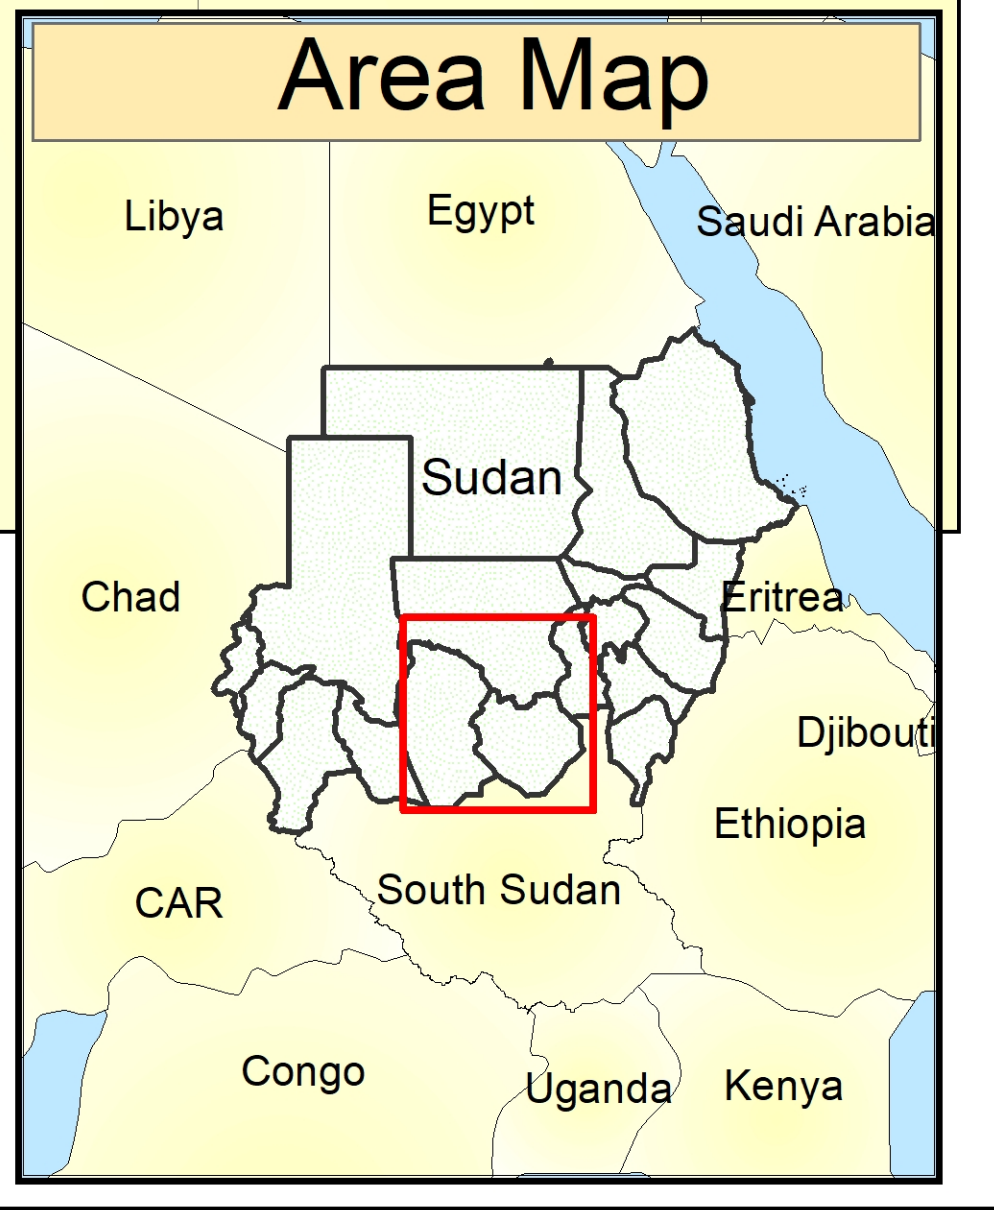 Area Map
Libya
Egypt
Saudi Arabia
Sudan
Chad
Eritrea
Djibouti
Ethiopia
CAR
South Sudan
Congo
Uganda
Kenya